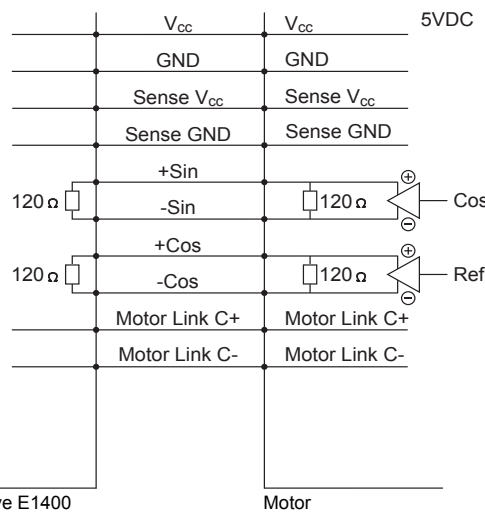 Vcc Vcc 5VDC
GND GND
Sense Vcc Sense Vcc
Sense GND Sense GND
+Sin
120 Ω -Sin 120 Ω Cos
+Cos
120 Ω -Cos 120 Ω Ref
Motor Link C+ Motor Link C+
Motor Link C- Motor Link C-
E1400 Motor